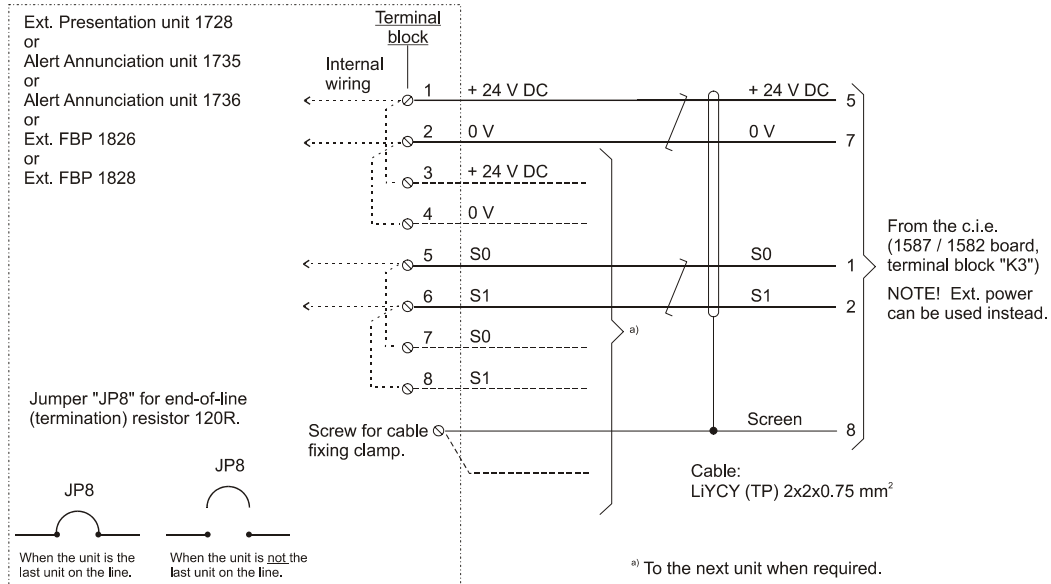 Ext. Presentation unit 1728
or
Alert Annunciation unit 1735
or
Alert Annunciation unit 1736
or
Ext. FBP 1826
or
Ext. FBP 1828
Terminal
block
Internal
wiring
1 + 24 V DC + 24 V DC 5
2 0 V 0 V 7
3 + 24 V DC
4 0 V
5 S0 S0 1
6 S1 S1 2
7 S0
8 S1
a)
From the c.i.e.
(1587 / 1582 board,
terminal block "K3")
NOTE! Ext. power
can be used instead.
Jumper "JP8" for end-of-line
(termination) resistor 120R.
Screw for cable
fixing clamp.
Screen 8
Cable:
LiYCY (TP) 2x2x0.75 mm²
JP8
JP8
When the unit is the
last unit on the line.
When the unit is not the
last unit on the line.
a) To the next unit when required.